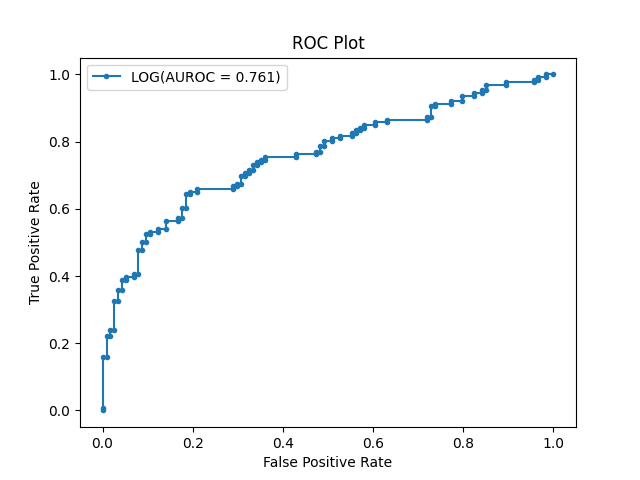 ROC Plot
LOG(AUROC = 0.761)
1.0
0.8
0.6
0.4
0.2
0.0
True Positive Rate
0.0 0.2 0.4 0.6 0.8 1.0
False Positive Rate